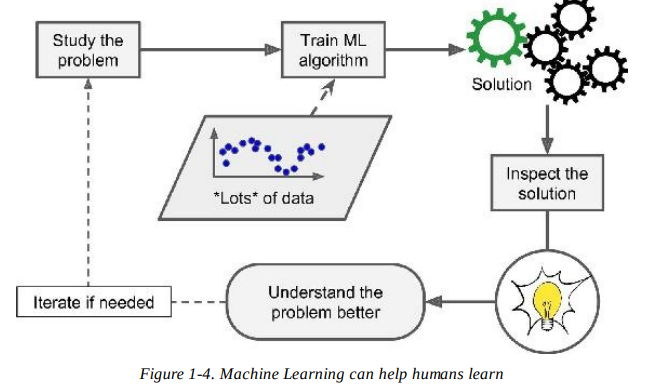 Study the
problem
Train ML
algorithm
Solution
*Lots* of data
Inspect the
solution
Understand the
problem better
Iterate if needed
Figure 1-4. Machine Learning can help humans learn